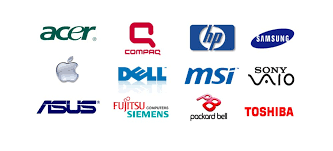 acer
COMPAQ
hp
SAMSUNG
DELL
msi
SONY
VAIO
ASUS
FUJITSU COMPUTERS
SIEMENS
packard bell
TOSHIBA